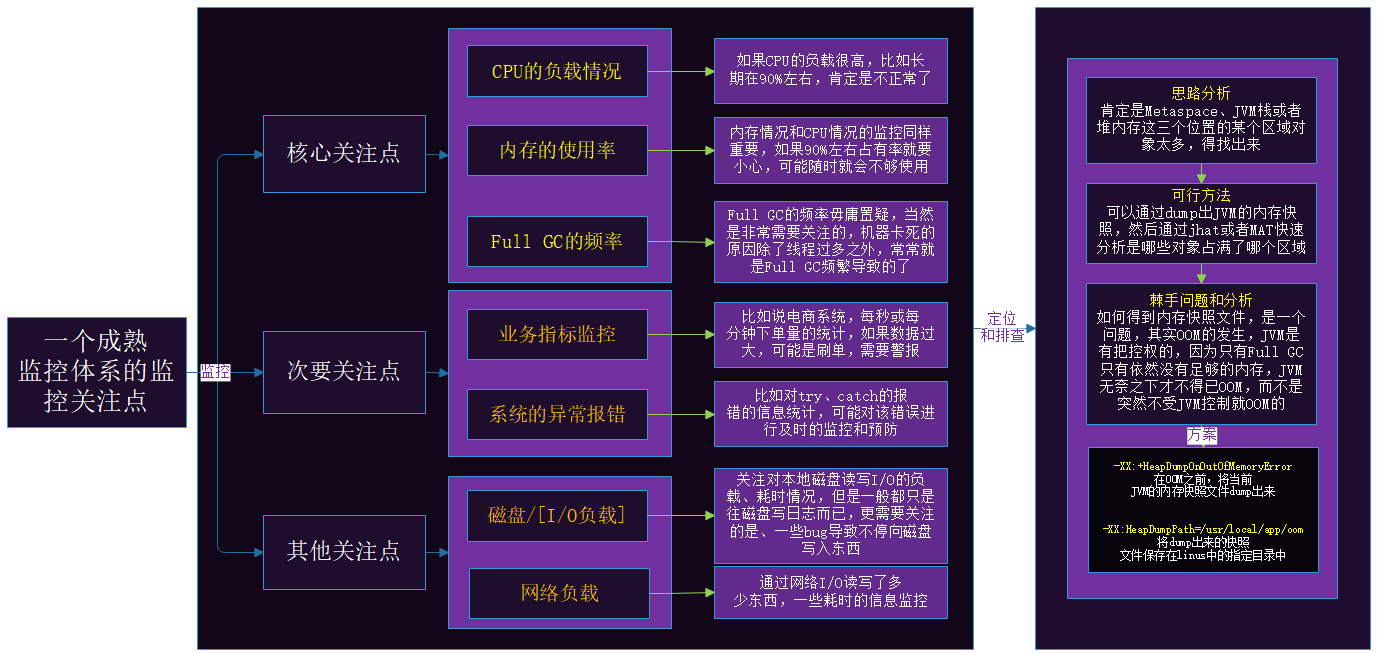 一个成熟
监控体系的监
控关注点
监控
核心关注点
CPU的负载情况
如果CPU的负载很高，比如长
期在90%左右，肯定是不正常了
内存的使用率
内存情况和CPU情况的监控同样
重要，如果90%左右占有率就要
小心，可能随时就会不够使用
Full GC的频率
Full GC的频率毋庸置疑，当然
是非常需要关注的，机器卡死的
原因除了线程过多之外，常常就
是Full GC频繁导致的了
次要关注点
业务指标监控
比如说电商系统，每秒或每
分钟下单量的统计，如果数据过
大，可能是刷单，需要警报
系统的异常报错
比如对try、catch的报
错的信息统计，可能对该错误进
行及时的监控和预防
其他关注点
磁盘/[I/O负载]
关注对本地磁盘读写I/O的负
载、耗时情况，但是一般都只是
往磁盘写日志而已，更需要关注
的是、一些bug导致不停向磁盘
写入东西
网络负载
通过网络I/O读写了多
少东西，一些耗时的信息监控
定位
和排查
思路分析
肯定是Metaspace、JVM栈或者
堆内存这三个位置的某个区域对
象太多，得找出来
可行方法
可以通过dump出JVM的内存快
照，然后通过jhat或者MAT快速
分析是哪些对象占满了哪个区域
棘手问题和分析
如何得到内存快照文件，是一个
问题，其实OOM的发生，JVM是
有把控权的，因为只有Full GC
只有依然没有足够的内存，JVM
无奈之下才不得已OOM，而不是
突然不受JVM控制就OOM的
方案
-XX:+HeapDumpOnOutOfMemoryError
在OOM之前，将当前
JVM的内存快照文件dump出来
-XX:HeapDumpPath=/usr/local/app/oom
将dump出来的快照
文件保存在linus中的指定目录中